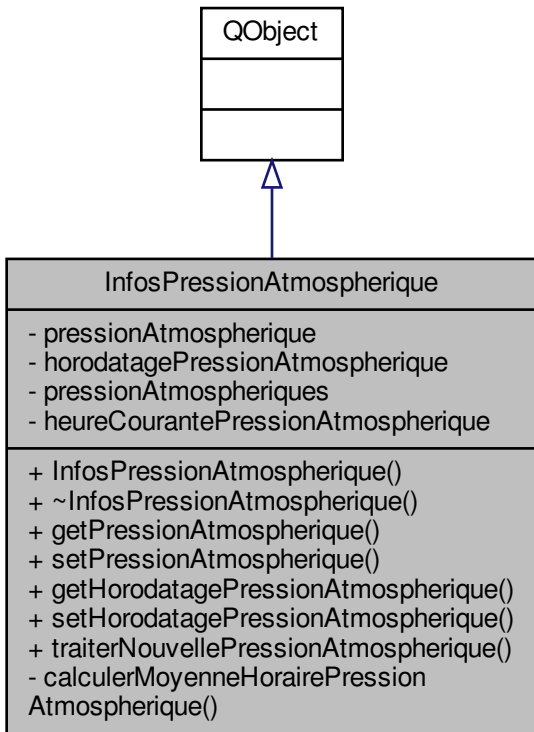 QObject
InfosPressionAtmospherique
- pressionAtmospherique
- horodatagePressionAtmospherique
- pressionAtmospheriques
- heureCourantePressionAtmospherique
+ InfosPressionAtmospherique()
+ ~InfosPressionAtmospherique()
+ getPressionAtmospherique()
+ setPressionAtmospherique()
+ getHorodatagePressionAtmospherique()
+ setHorodatagePressionAtmospherique()
+ traiterNouvellePressionAtmospherique()
- calculerMoyenneHorairePression
Atmospherique()